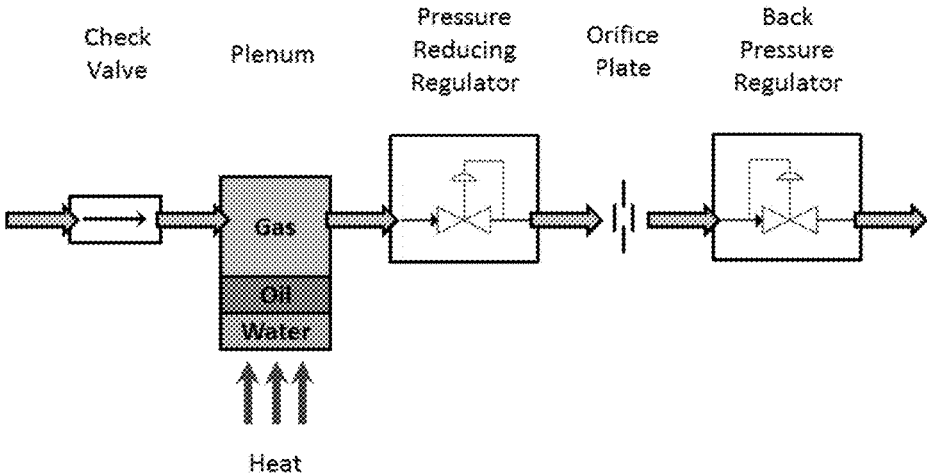 Check
Valve
Plenum
Pressure
Reducing
Regulator
Orifice
Plate
Back
Pressure
Regulator
Gas
Oil
Water
Heat